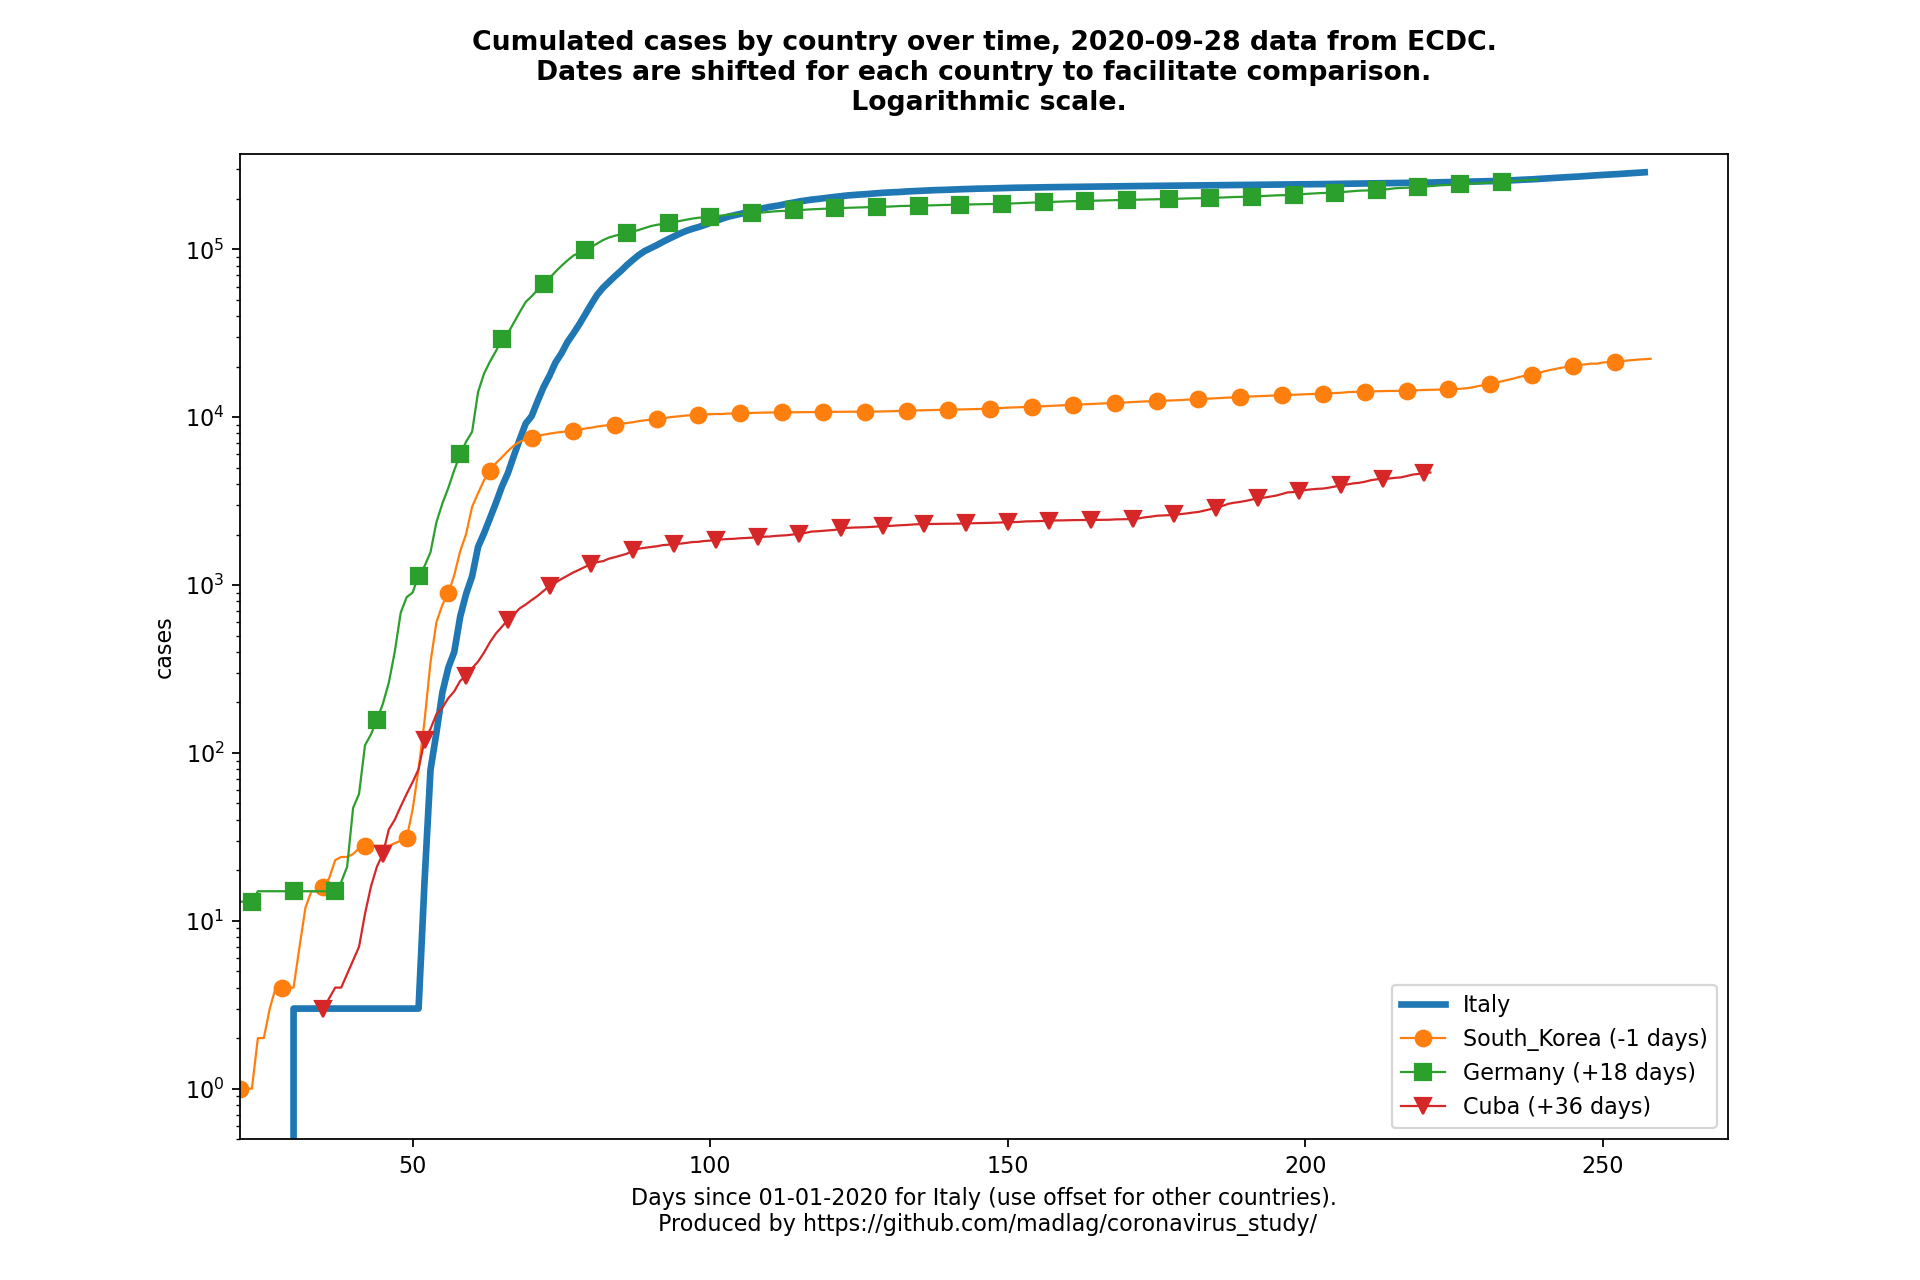 Cumulated cases by country over time, 2020-09-28 data from ECDC.
Dates are shifted for each country to facilitate comparison.
Logarithmic scale.
cases
10^5
10^4
10^3
10^2
10^1
10^0
50 100 150 200 250
Italy
South_Korea (-1 days)
Germany (+18 days)
Cuba (+36 days)
Days since 01-01-2020 for Italy (use offset for other countries).
Produced by https://github.com/madlag/coronavirus_study/